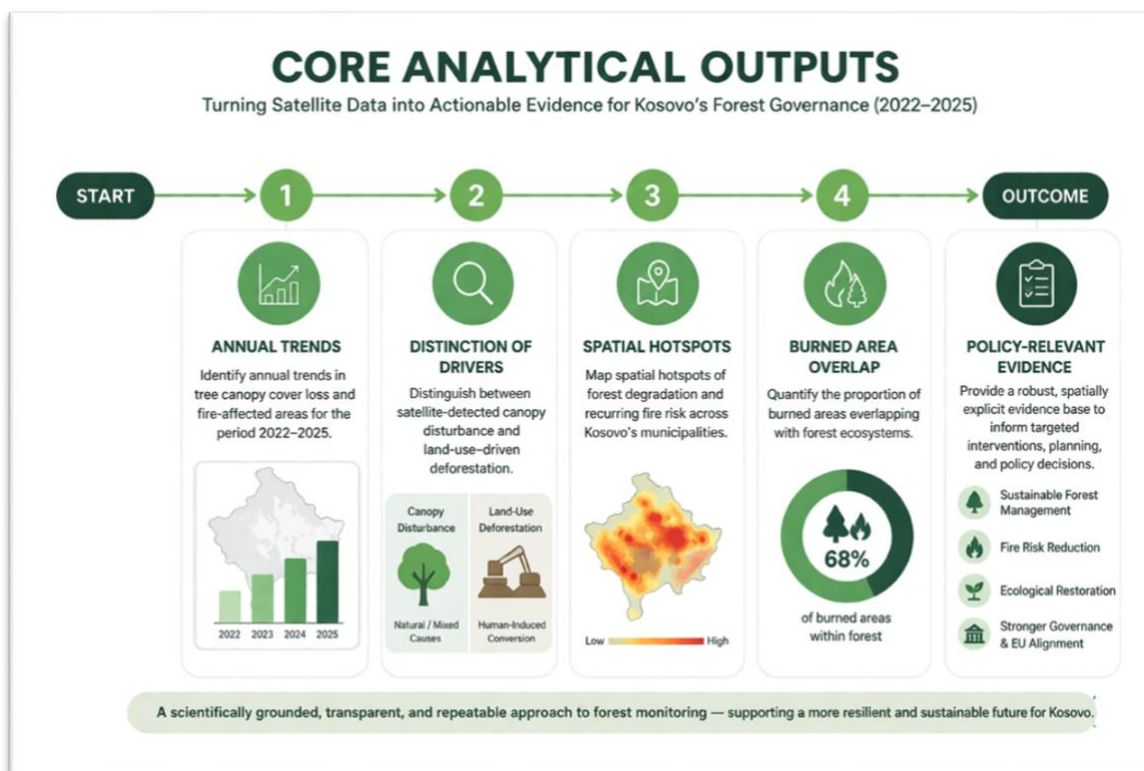 CORE ANALYTICAL OUTPUTS
Turning Satellite Data into Actionable Evidence for Kosovo's Forest Governance (2022–2025)
START
1
2
3
4
OUTCOME
ANNUAL TRENDS
Identify annual trends in
tree canopy cover loss and
fire-affected areas for the
period 2022–2025.
2022 2023 2024 2025
DISTINCTION OF
DRIVERS
Distinguish between
satellite-detected canopy
disturbance and
land-use–driven
deforestation.
Canopy
Disturbance
Natural / Mixed
Causes
Land-Use
Deforestation
Human-Induced
Conversion
SPATIAL HOTSPOTS
Map spatial hotspots of
forest degradation and
recurring fire risk across
Kosovo's municipalities.
Low High
BURNED AREA
OVERLAP
Quantify the proportion of
burned areas everlapping
with forest ecosystems.
68%
of burned areas
within forest
POLICY-RELEVANT
EVIDENCE
Provide a robust, spatially
explicit evidence base to
inform targeted
interventions, planning,
and policy decisions.
Sustainable Forest
Management
Fire Risk Reduction
Ecological Restoration
Stronger Governance
& EU Alignment
A scientifically grounded, transparent, and repeatable approach to forest monitoring — supporting a more resilient and sustainable future for Kosovo.